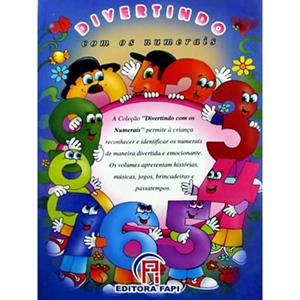 DIVERTINDO
com os numerais
A Coleção "Divertindo com os
Numerais" permite à criança
reconhecer e identificar os numerais
de maneira divertida e emocionante.
Os volumes apresentam histórias,
músicas, jogos, brincadeiras e
passatempos.
EDITORA FAPI